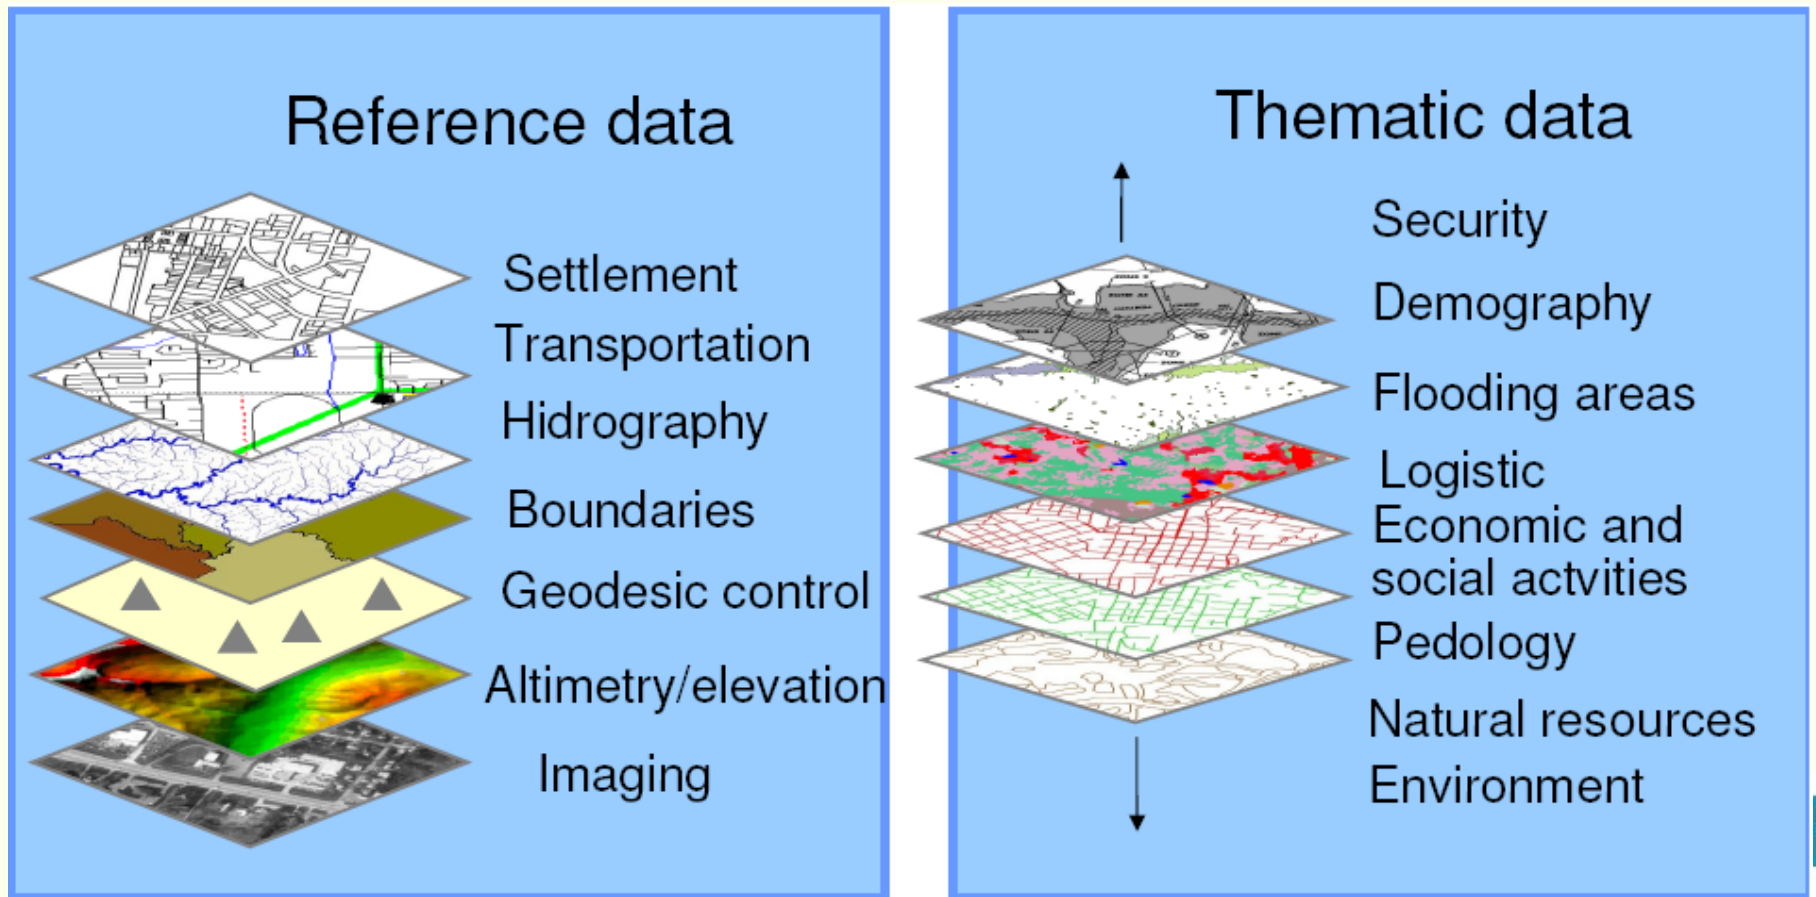 Reference data
Settlement
Transportation
Hidrography
Boundaries
Geodesic control
Altimetry/elevation
Imaging
Thematic data
Security
Demography
Flooding areas
Logistic
Economic and
social actvities
Pedology
Natural resources
Environment